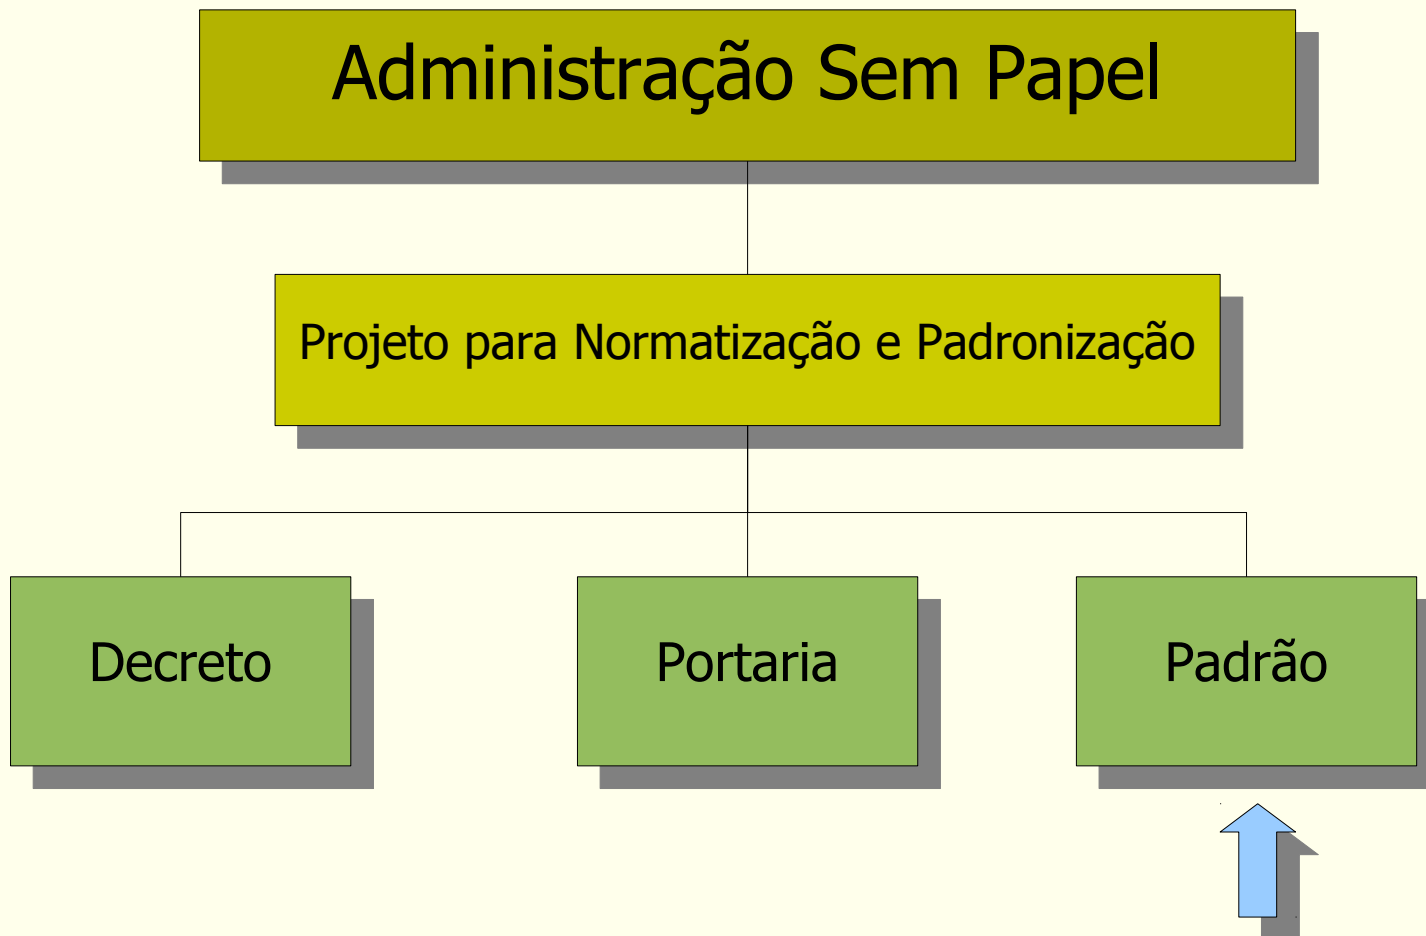 Administração Sem Papel
Projeto para Normatização e Padronização
Decreto
Portaria
Padrão